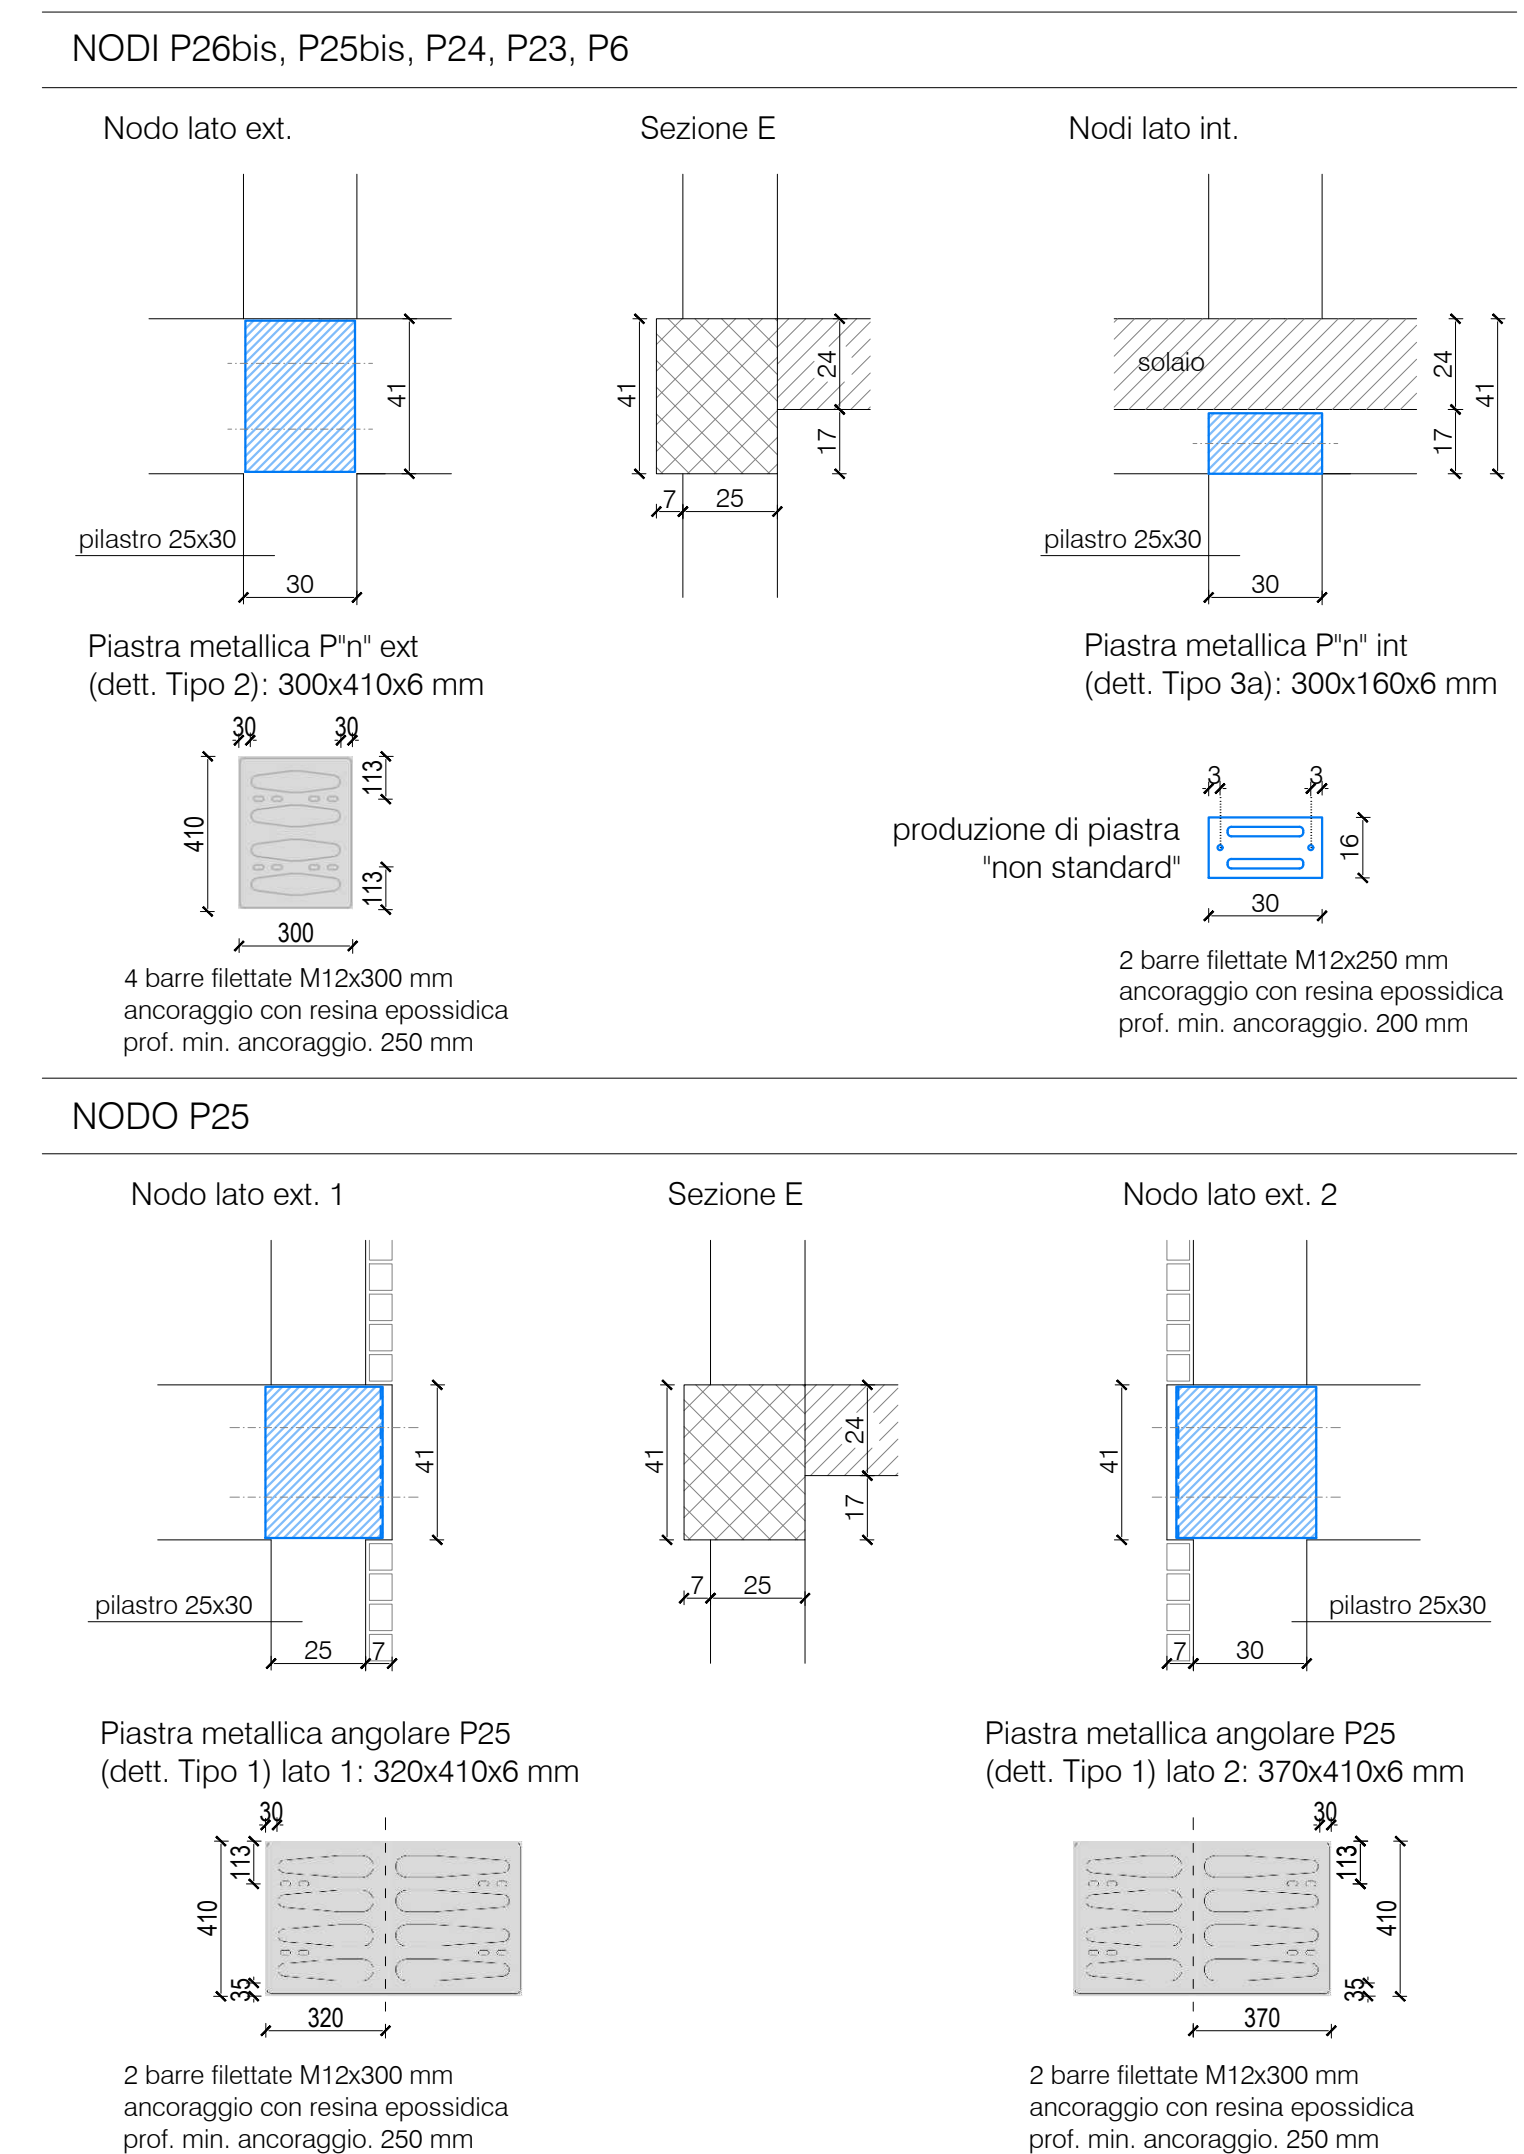 NODI P26bis, P25bis, P24, P23, P6
Nodo lato ext.
Sezione E
Nodi lato int.
41
41
24
17
7
25
solaio
24
17
41
pilastro 25x30
30
pilastro 25x30
30
Piastra metallica P"n" ext
(dett. Tipo 2): 300x410x6 mm
Piastra metallica P"n" int
(dett. Tipo 3a): 300x160x6 mm
30
30
113
410
113
300
4 barre filettate M12x300 mm
ancoraggio con resina epossidica
prof. min. ancoraggio. 250 mm
produzione di piastra
"non standard"
3
3
16
30
2 barre filettate M12x250 mm
ancoraggio con resina epossidica
prof. min. ancoraggio. 200 mm
NODO P25
Nodo lato ext. 1
Sezione E
Nodo lato ext. 2
41
41
24
17
7
25
41
pilastro 25x30
25
7
pilastro 25x30
7
30
Piastra metallica angolare P25
(dett. Tipo 1) lato 1: 320x410x6 mm
Piastra metallica angolare P25
(dett. Tipo 1) lato 2: 370x410x6 mm
30
113
410
35
320
30
113
410
35
370
2 barre filettate M12x300 mm
ancoraggio con resina epossidica
prof. min. ancoraggio. 250 mm
2 barre filettate M12x300 mm
ancoraggio con resina epossidica
prof. min. ancoraggio. 250 mm